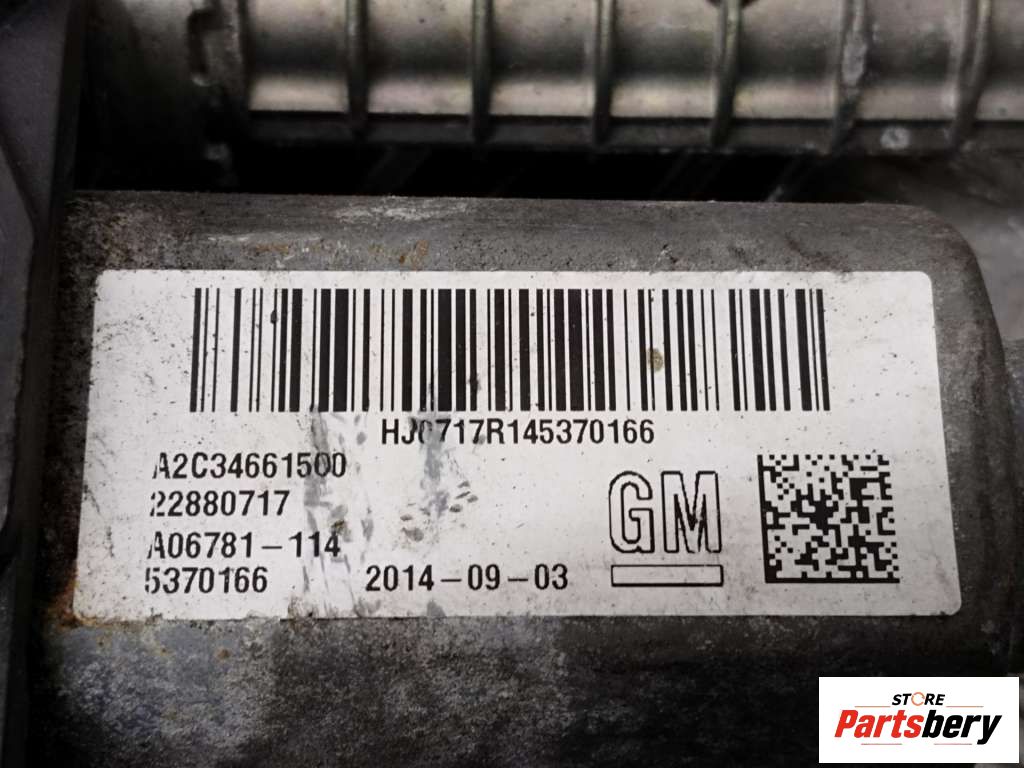 HJ0717R145370166
A2C34661500
22880717
A06781-114
5370166
2014-09-03
GM
STORE
Partsbery